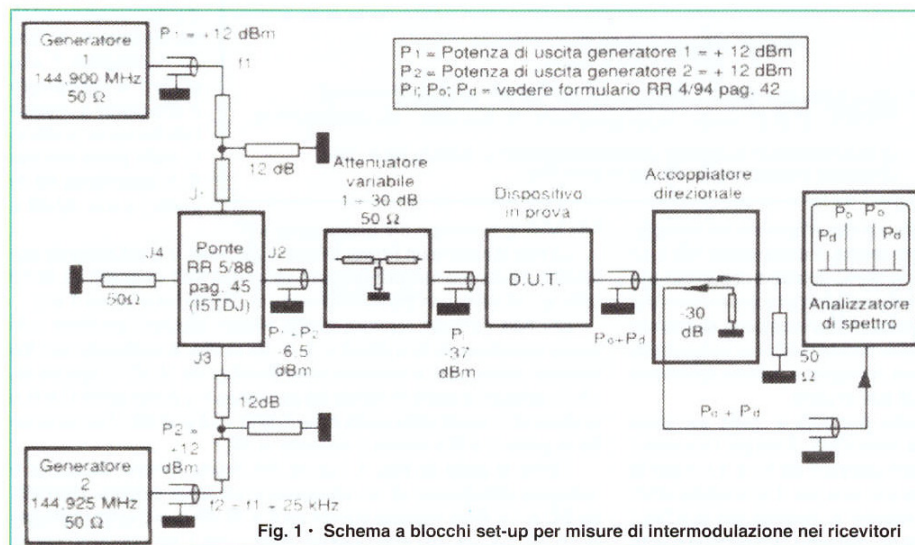 Generatore
1
144.900 MHz
50 Ω
P1 = +12 dBm
f1
P1 = Potenza di uscita generatore 1 = + 12 dBm
P2 = Potenza di uscita generatore 2 = + 12 dBm
Pi; Po; Pd = vedere formulario RR 4/94 pag. 42
12 dB
J1
Attenuatore
variabile
1 ÷ 30 dB
50 Ω
Dispositivo
in prova
Accoppiatore
direzionale
Po Po
Pd Pd
Analizzatore
di spettro
J4
50Ω
Ponte
RR 5/88
pag. 45
(I5TDJ)
J2
J3
P1 - P2
-6.5
dBm
Pi
-37
dBm
D.U.T.
Po+Pd
-30
dB
50
Ω
12dB
P2 =
+12
dBm
Generatore
2
144.925 MHz
50 Ω
f2 - f1 = 25 kHz
Fig. 1 · Schema a blocchi set-up per misure di intermodulazione nei ricevitori